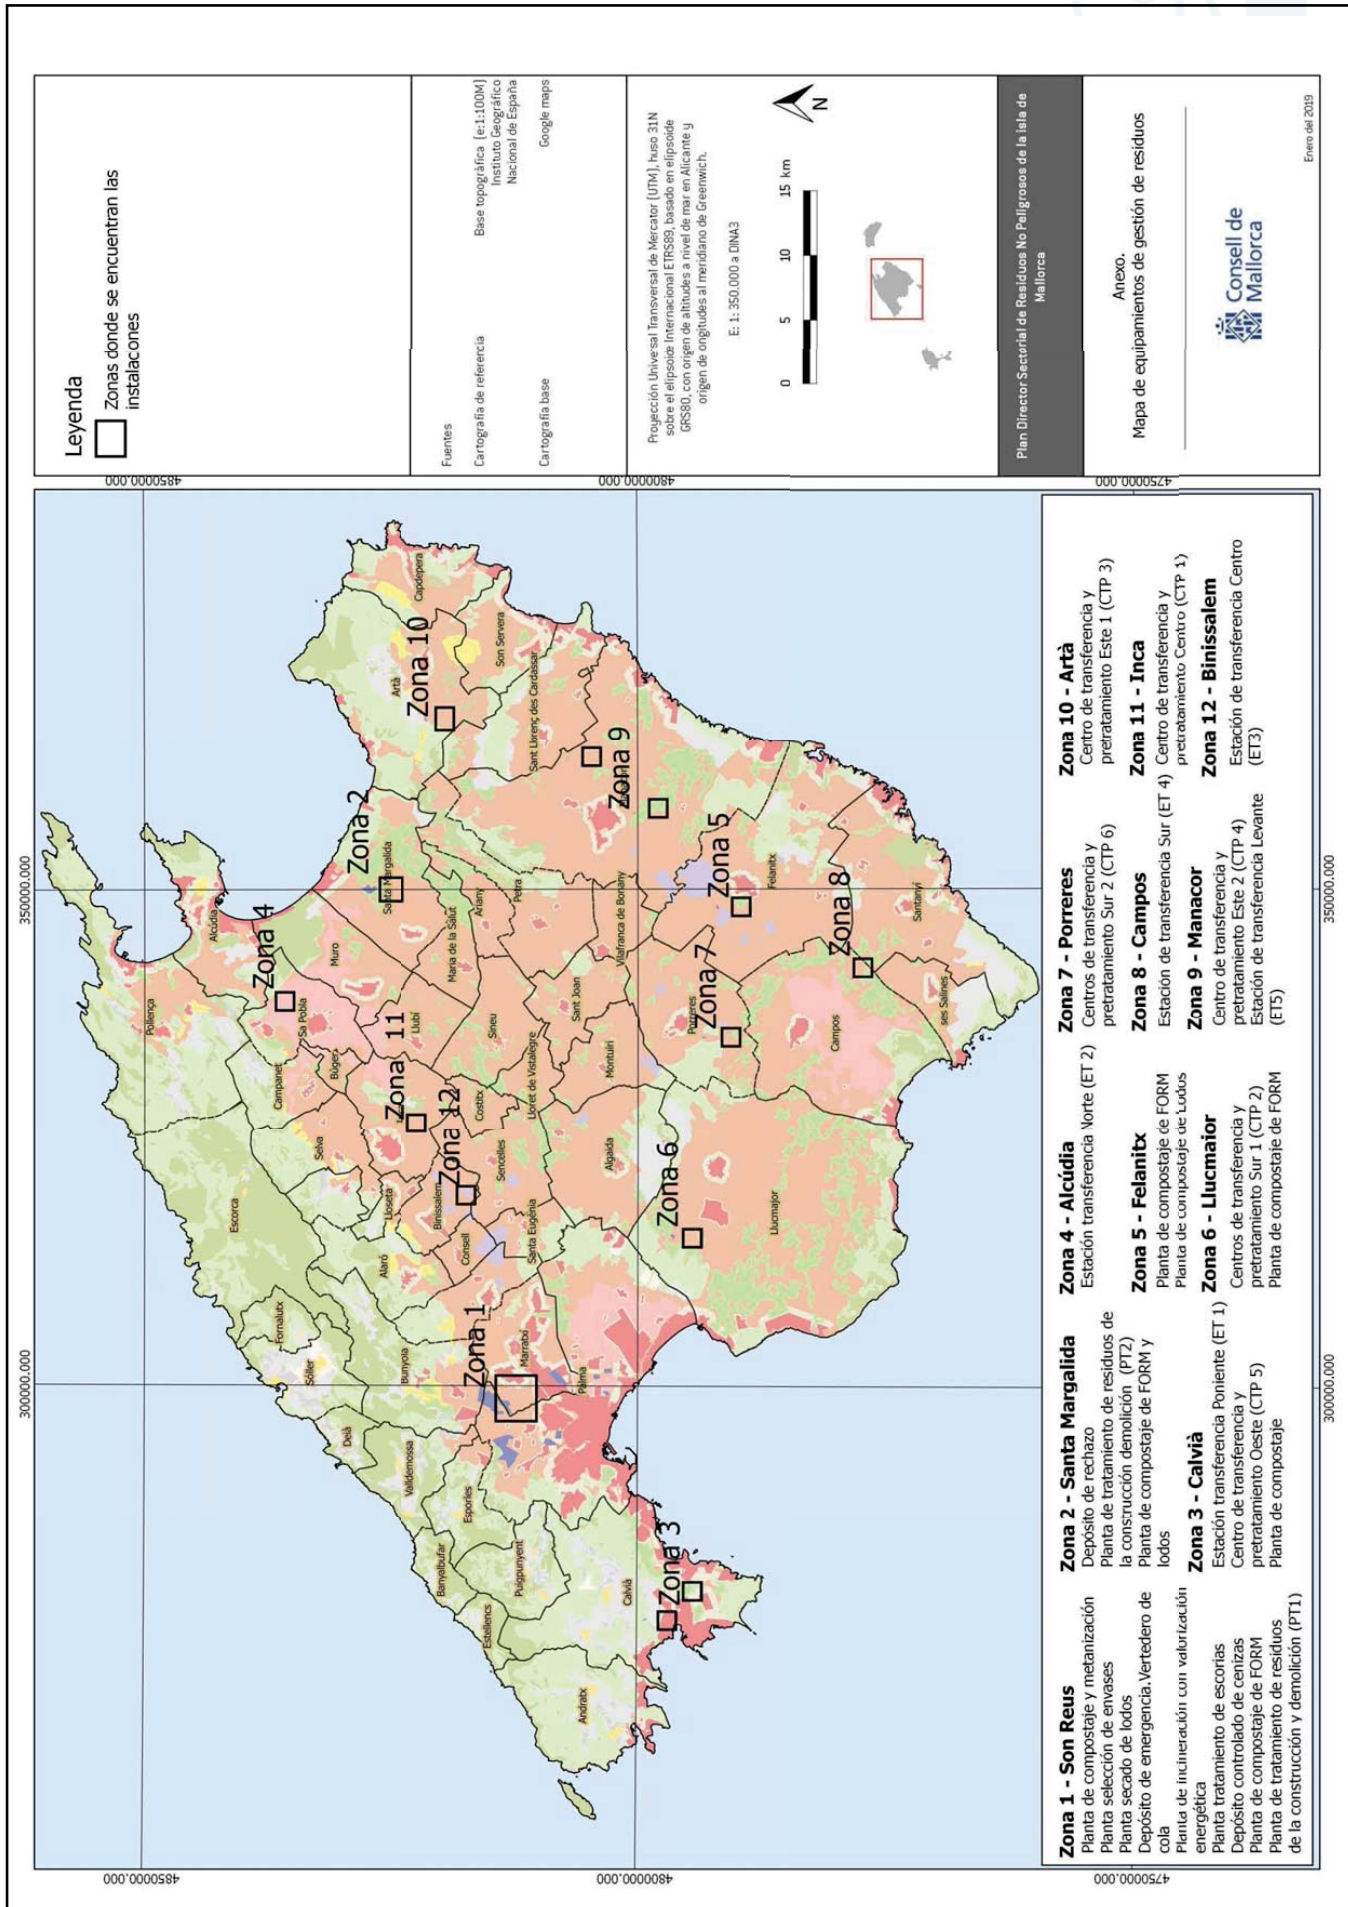 Leyenda
Zonas donde se encuentran las
instalacones
Fuentes
Cartografía de referencia
Base topogràfica [e:1:100M]
Instituto Geográfico
Nacional de España
Cartografía base
Google maps
Proyección Universal Transversal de Mercator (UTM), huso 31N
sobre el elipsoide Internacional ETRS89, basado en elipsoide
GRS80, con origen de altitudes a nivel de mar en Alicante y
origen de ongitudes al meridiano de Greenwich.
E: 1: 350.000 a DINA3
0 5 10 15 km
N
Plan Director Sectorial de Residuos No Peligrosos de la isla de
Mallorca
Anexo.
Mapa de equipamientos de gestión de residuos
Consell de
Mallorca
Enero del 2019
300000.000
350000.000
4850000.000
4800000.000
4750000.000
4850000.000
4800000.000
4750000.000
300000.000
350000.000
Pollença
Alcúdia
Zona 4
Sa Pobla
Muro
Campanet
Búger
Escorca
Selva
Zona 11
Llubí
Zona 2
Santa Margalida
Maria de la Salut
Ariany
Petra
Artà
Zona 10
Capdepera
Son Servera
Sant Llorenç des Cardassar
Zona 9
Fornalutx
Sóller
Deià
Valldemossa
Bunyola
Alaró
Lloseta
Binissalem
Zona 12
Consell
Costitx
Sencelles
Sineu
Lloret de Vistalegre
Sant Joan
Montuïri
Vilafranca de Bonany
Santa Eugènia
Zona 1
Marratxí
Palma
Algaida
Esporles
Banyalbufar
Puigpunyent
Estellencs
Calvià
Andratx
Zona 3
Zona 6
Llucmajor
Porreres
Zona 7
Zona 5
Felanitx
Campos
Zona 8
Santanyí
ses Salines
Zona 1 - Son Reus
Planta de compostaje y metanización
Planta selección de envases
Planta secado de lodos
Depósito de emergencia.Vertedero de
cola
Planta de incineración con valorización
energética
Planta tratamiento de escorias
Depósito controlado de cenizas
Planta de compostaje de FORM
Planta de tratamiento de residuos
de la construcción y demolición (PT1)
Zona 2 - Santa Margalida
Depósito de rechazo
Planta de tratamiento de residuos de
la construcción demolición (PT2)
Planta de compostaje de FORM y
lodos
Zona 3 - Calvià
Estación transferencia Poniente (ET 1)
Centro de transferencia y
pretratamiento Oeste (CTP 5)
Planta de compostaje
Zona 4 - Alcúdia
Estación transferencia Norte (ET 2)
Zona 5 - Felanitx
Planta de compostaje de FORM
Planta de compostaje de Lodos
Zona 6 - Llucmaior
Centros de transferencia y
pretratamiento Sur 1 (CTP 2)
Planta de compostaje de FORM
Zona 7 - Porreres
Centros de transferencia y
pretratamiento Sur 2 (CTP 6)
Zona 8 - Campos
Estación de transferencia Sur (ET 4)
Zona 9 - Manacor
Centro de transferencia y
pretratamiento Este 2 (CTP 4)
Estación de transferencia Levante
(ET5)
Zona 10 - Artà
Centro de transferencia y
pretratamiento Este 1 (CTP 3)
Zona 11 - Inca
Centro de transferencia y
pretratamiento Centro (CTP 1)
Zona 12 - Binissalem
Estación de transferencia Centro
(ET3)